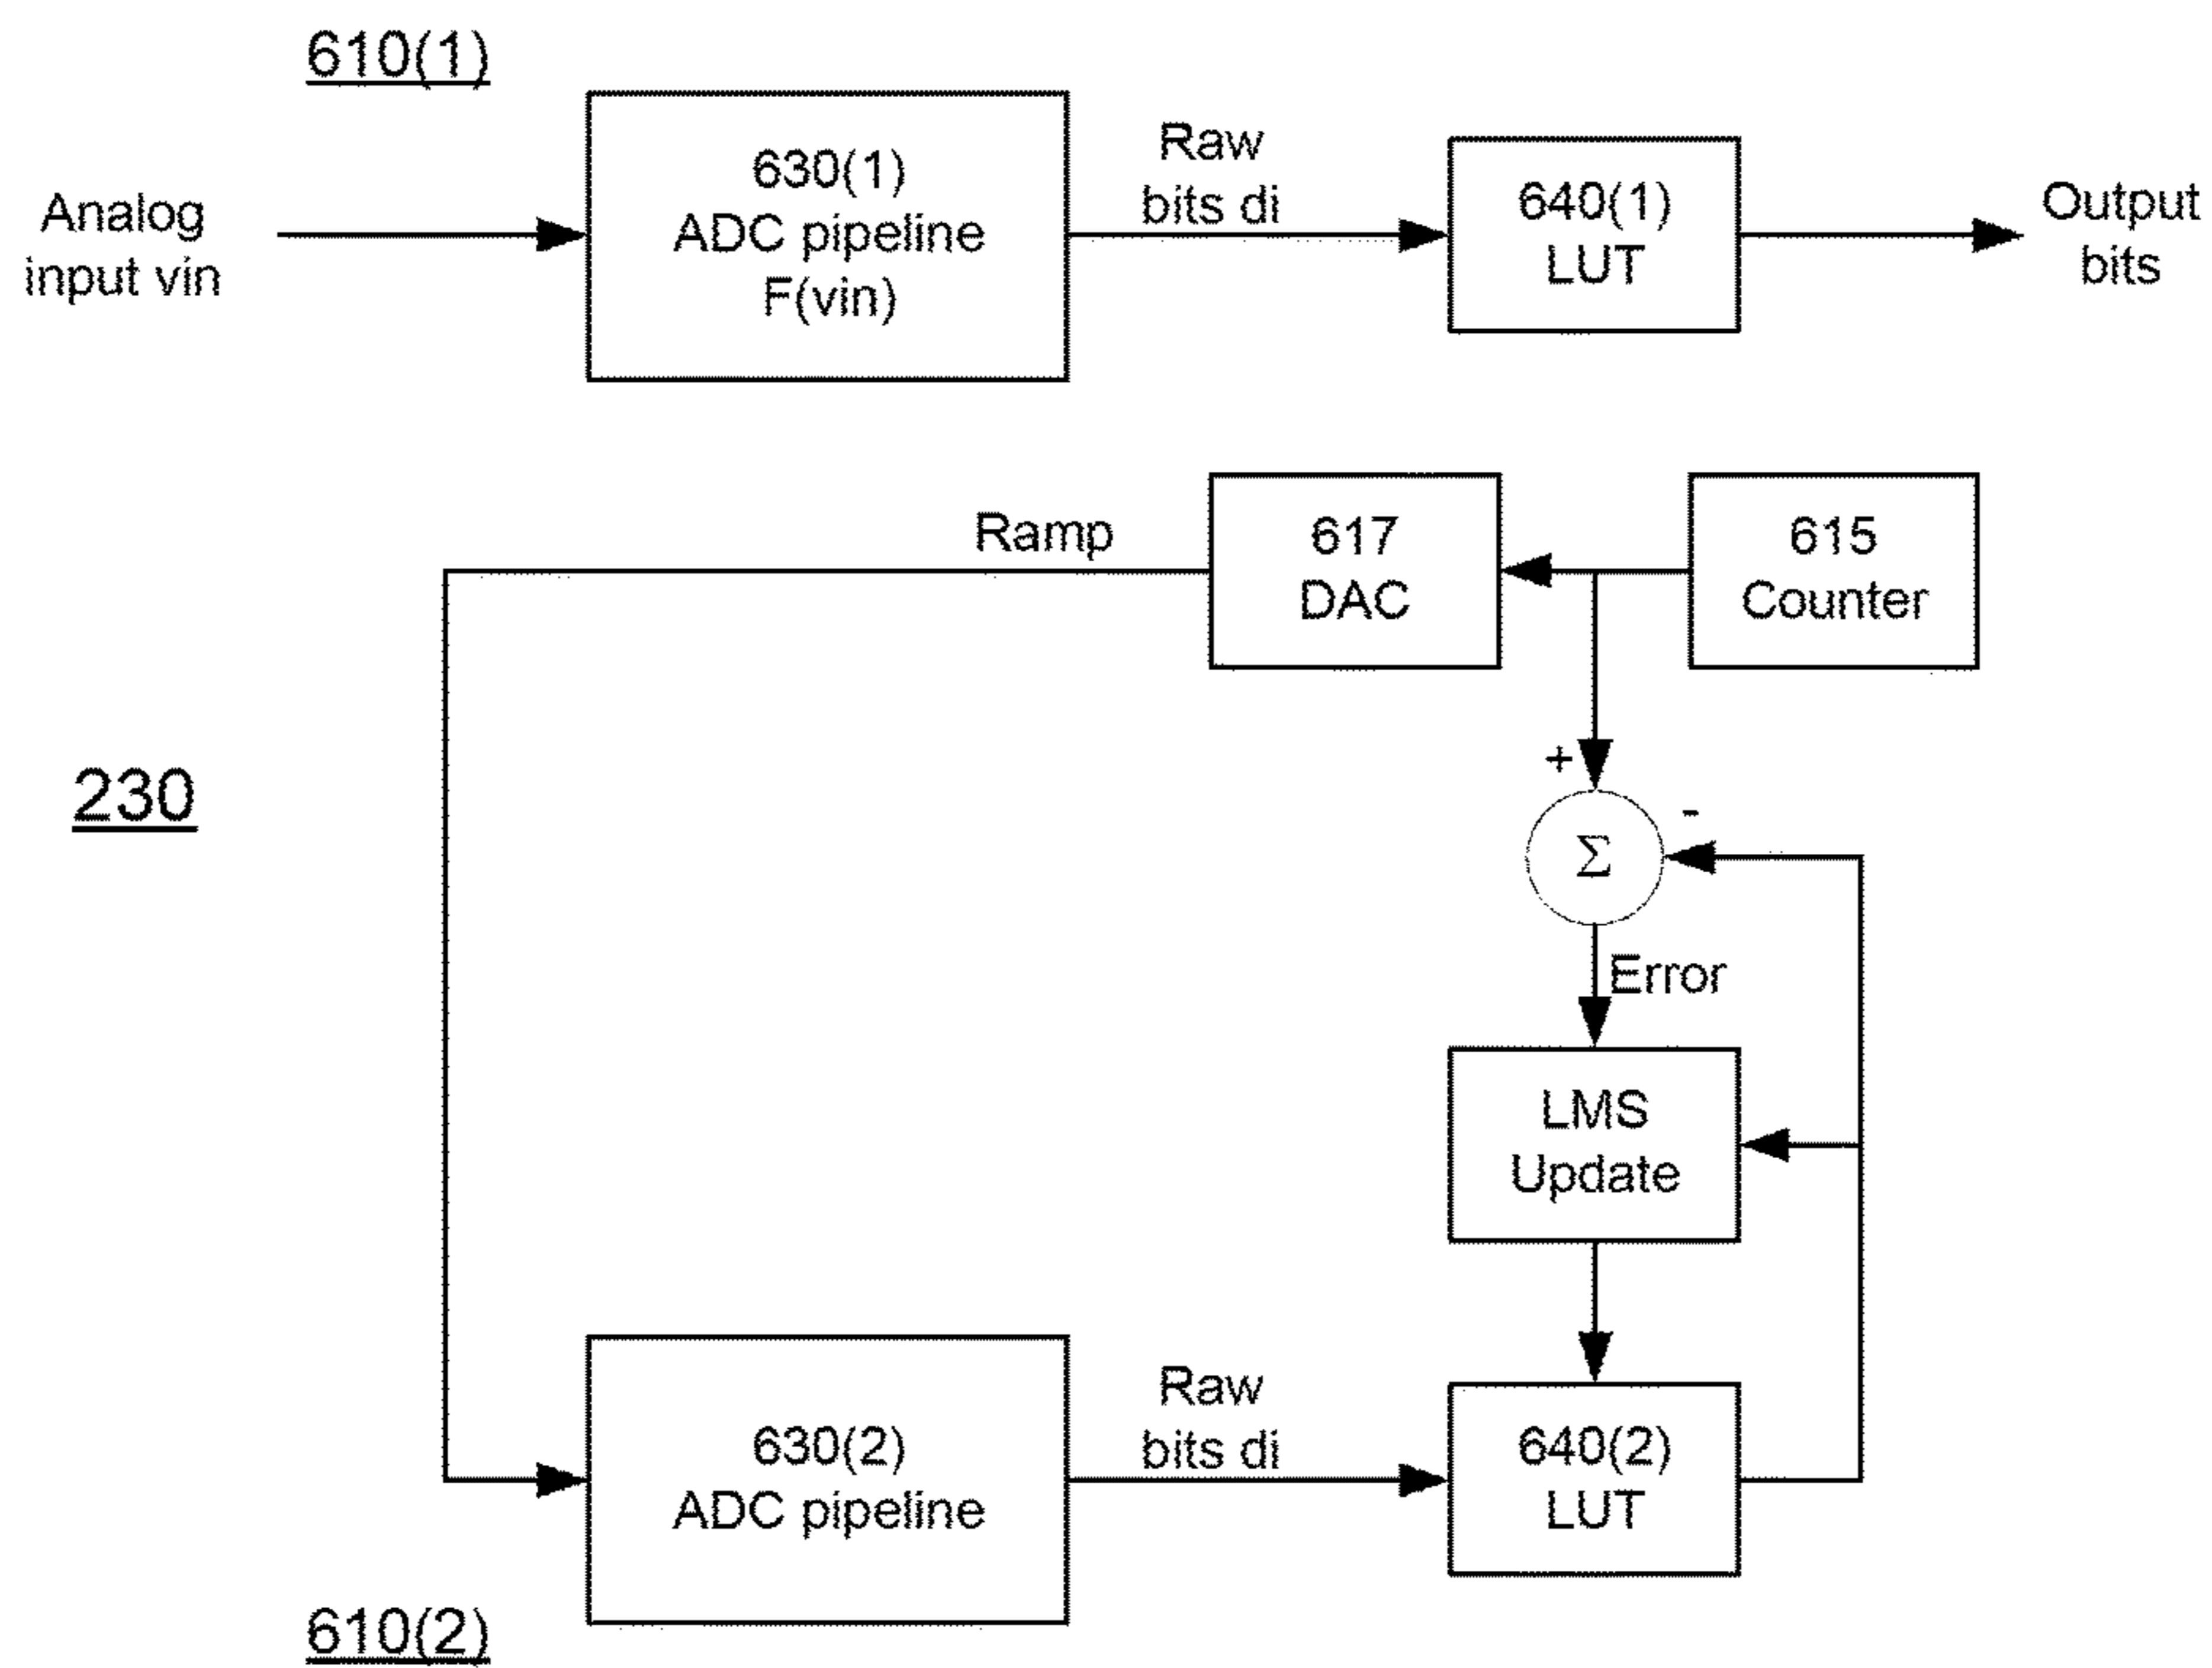 610(1)
Analog
input vin
630(1)
ADC pipeline
F(vin)
Raw
bits di
640(1)
LUT
Output
bits
Ramp
617
DAC
615
Counter
230
+
-
Σ
Error
LMS
Update
630(2)
ADC pipeline
Raw
bits di
640(2)
LUT
610(2)